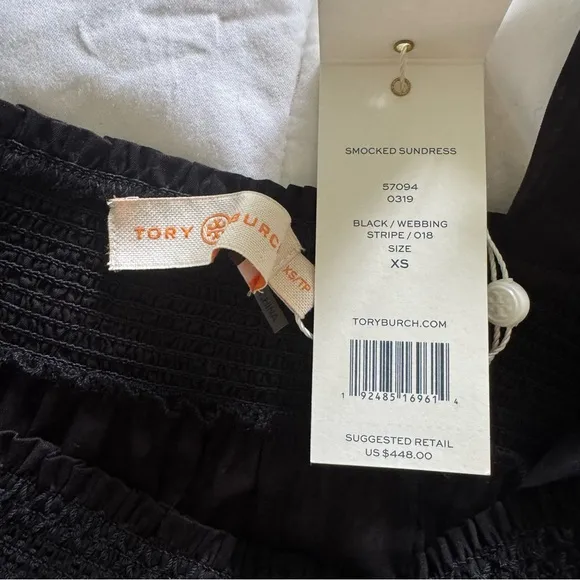 SMOCKED SUNDRESS
57094
0319
BLACK / WEBBING
STRIPE / 018
SIZE
XS
TORYBURCH.COM
1 92485 16961 4
SUGGESTED RETAIL
US $448.00
TORY BURCH
XS/TP